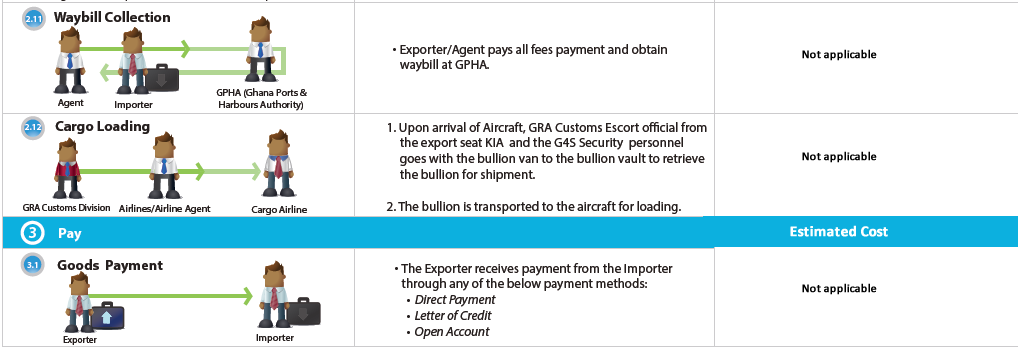 2.11 Waybill Collection
Agent
Importer
GPHA (Ghana Ports &
Harbours Authority)
• Exporter/Agent pays all fees payment and obtain
waybill at GPHA.
Not applicable
2.12 Cargo Loading
GRA Customs Division
Airlines/Airline Agent
Cargo Airline
1. Upon arrival of Aircraft, GRA Customs Escort official from
the export seat KIA and the G4S Security personnel
goes with the bullion van to the bullion vault to retrieve
the bullion for shipment.
2. The bullion is transported to the aircraft for loading.
Not applicable
3 Pay
Estimated Cost
3.1 Goods Payment
Exporter
Importer
• The Exporter receives payment from the Importer
through any of the below payment methods:
• Direct Payment
• Letter of Credit
• Open Account
Not applicable